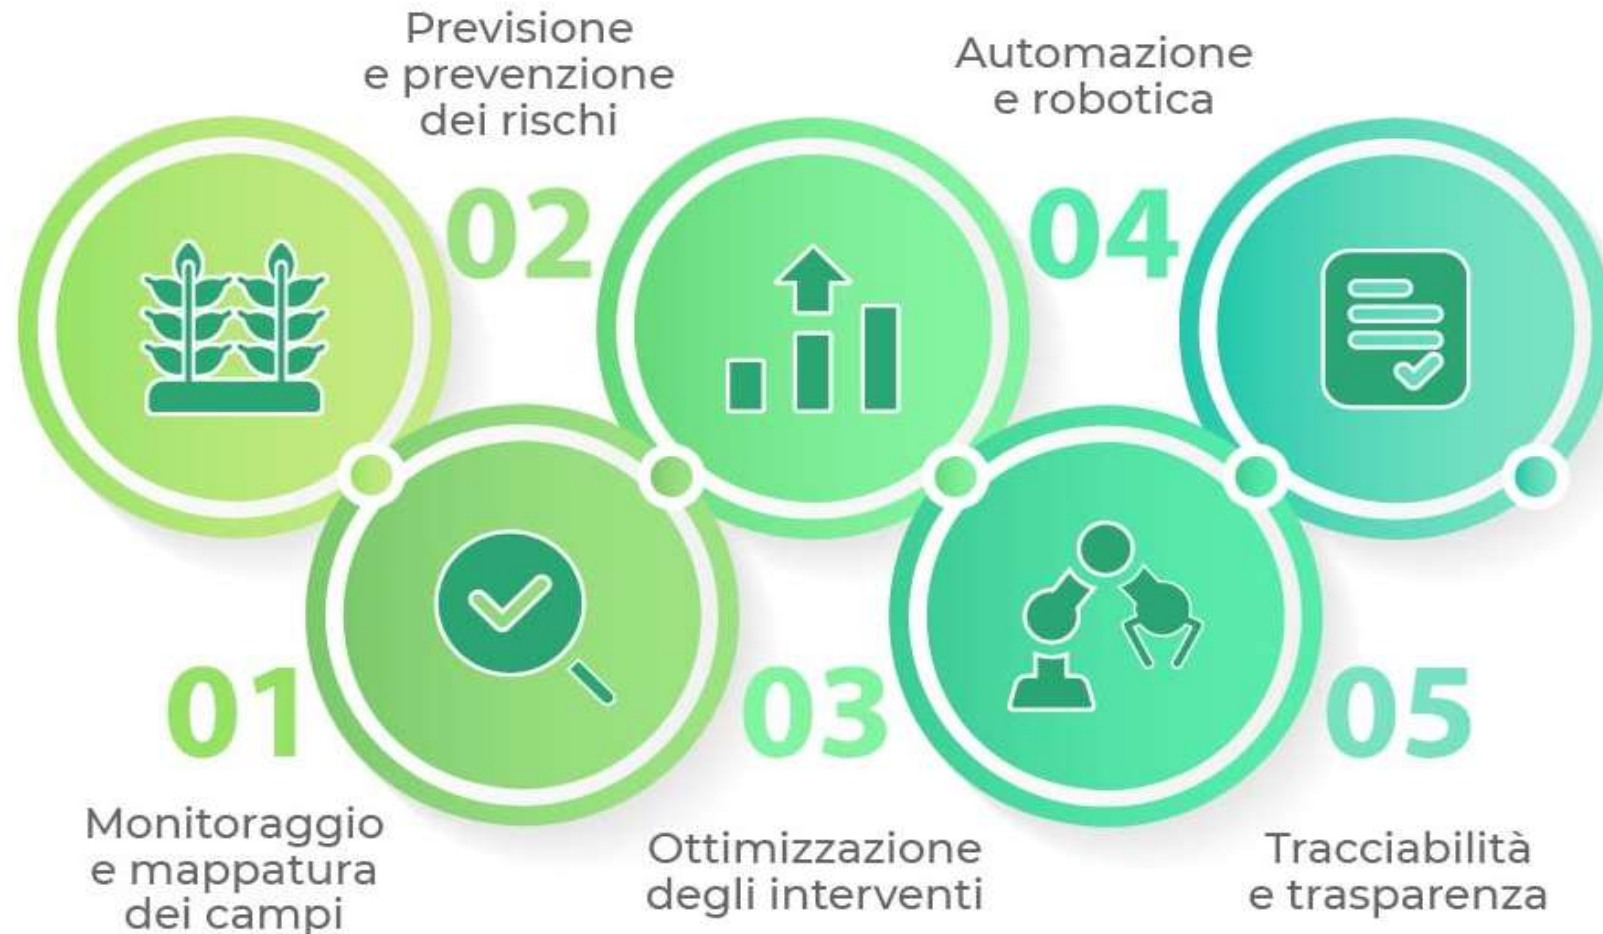 01
Monitoraggio
e mappatura
dei campi
02
Previsione
e prevenzione
dei rischi
03
Ottimizzazione
degli interventi
04
Automazione
e robotica
05
Tracciabilità
e trasparenza